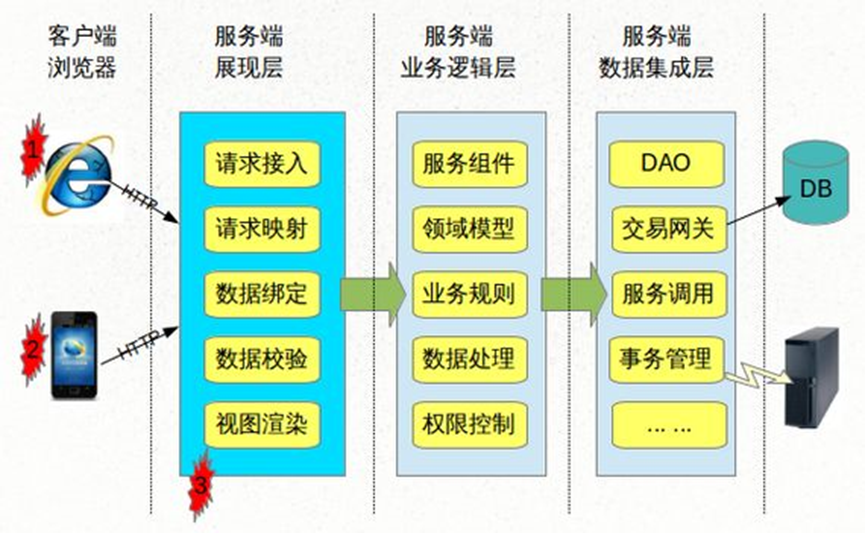 客户端
浏览器
服务端
展现层
服务端
业务逻辑层
服务端
数据集成层
1
HTTP
2
HTTP
请求接入
请求映射
数据绑定
数据校验
视图渲染
3
服务组件
领域模型
业务规则
数据处理
权限控制
DAO
交易网关
服务调用
事务管理
... ...
DB